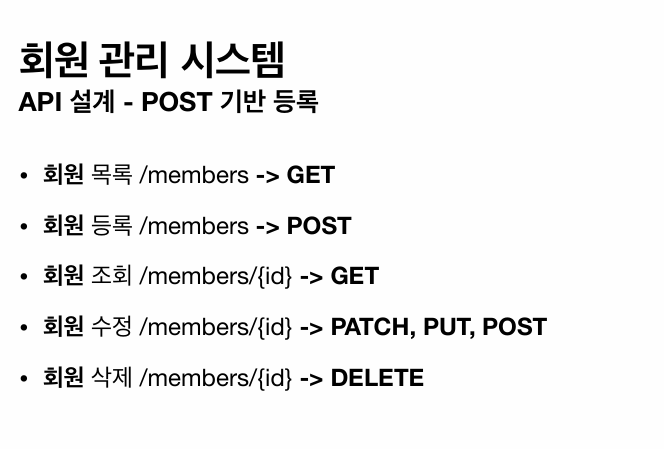 회원 관리 시스템
API 설계 - POST 기반 등록
• 회원 목록 /members -> GET
• 회원 등록 /members -> POST
• 회원 조회 /members/{id} -> GET
• 회원 수정 /members/{id} -> PATCH, PUT, POST
• 회원 삭제 /members/{id} -> DELETE